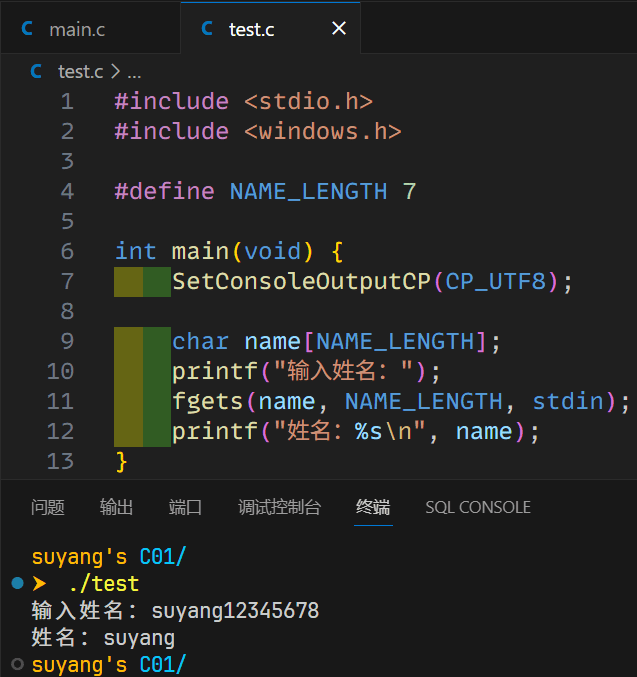 C main.c C test.c ×
C test.c > ...
1 #include <stdio.h>
2 #include <windows.h>
3
4 #define NAME_LENGTH 7
5
6 int main(void) {
7 SetConsoleOutputCP(CP_UTF8);
8
9 char name[NAME_LENGTH];
10 printf("输入姓名：");
11 fgets(name, NAME_LENGTH, stdin);
12 printf("姓名：%s\n", name);
13 }
问题 输出 端口 调试控制台 终端 SQL CONSOLE
suyang's C01/
➤ ./test
输入姓名：suyang12345678
姓名：suyang
suyang's C01/